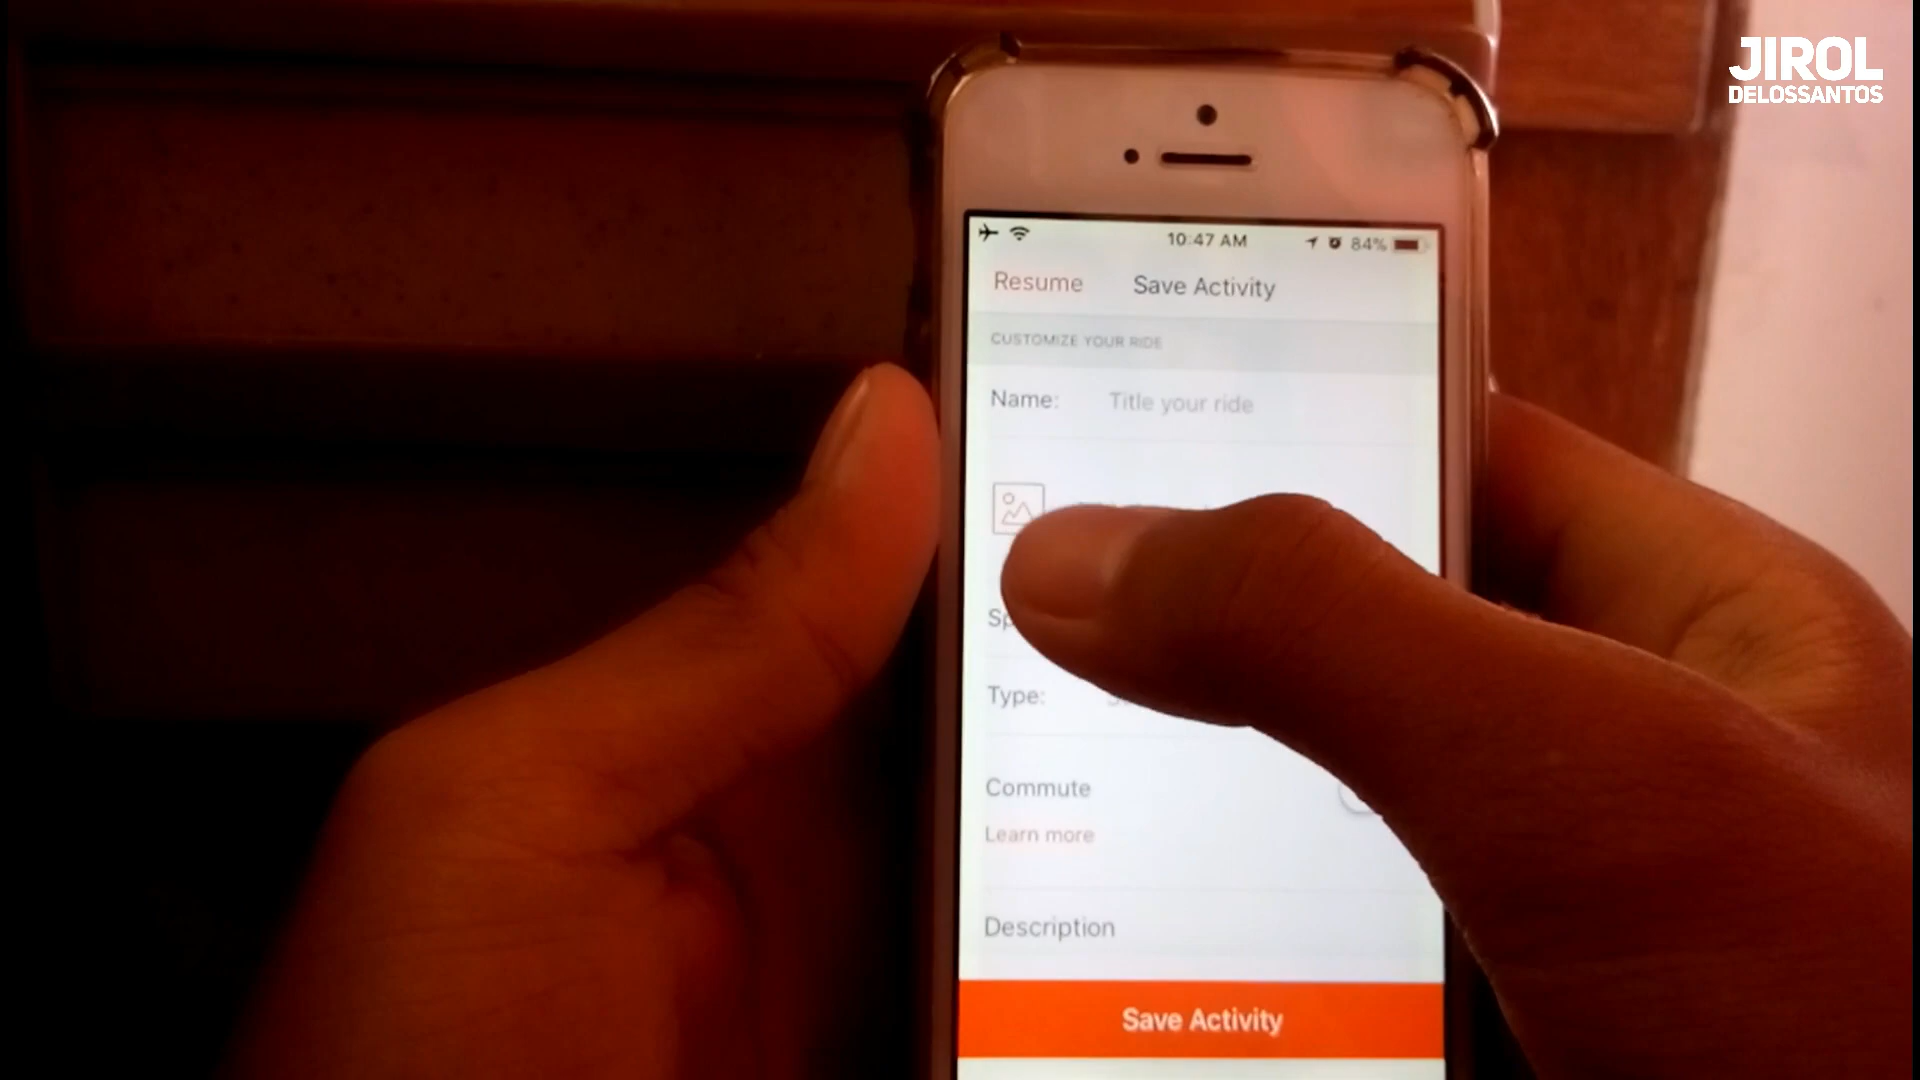 JIROL
DELOSSANTOS
10:47 AM
84%
Resume
Save Activity
CUSTOMIZE YOUR RIDE
Name:
Title your ride
Type:
Commute
Learn more
Description
Save Activity